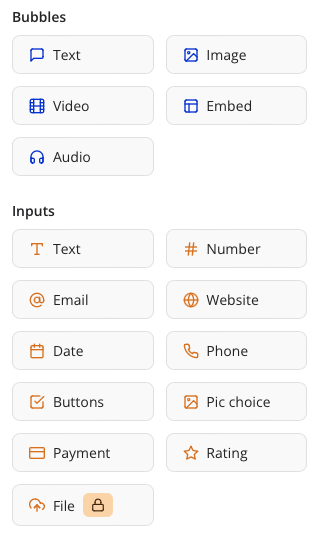 Bubbles
Text
Image
Video
Embed
Audio
Inputs
Text
Number
Email
Website
Date
Phone
Buttons
Pic choice
Payment
Rating
File